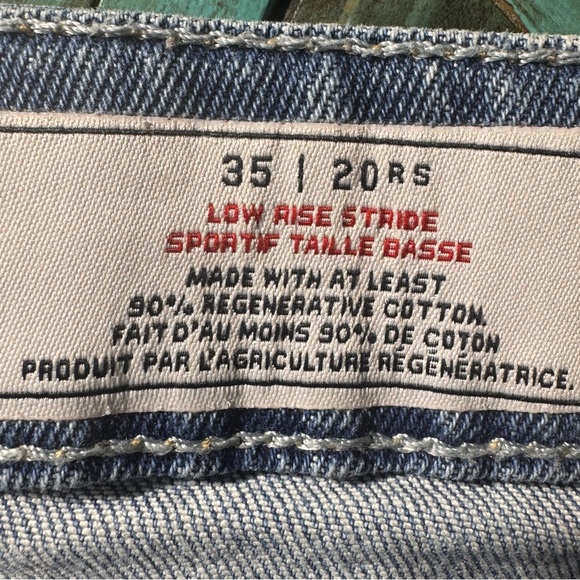 35 | 20RS
LOW RISE STRIDE
SPORTIF TAILLE BASSE
MADE WITH AT LEAST
90% REGENERATIVE COTTON.
FAIT D'AU MOINS 90% DE COTON
PRODUIT PAR L'AGRICULTURE RÉGÉNÉRATRICE.